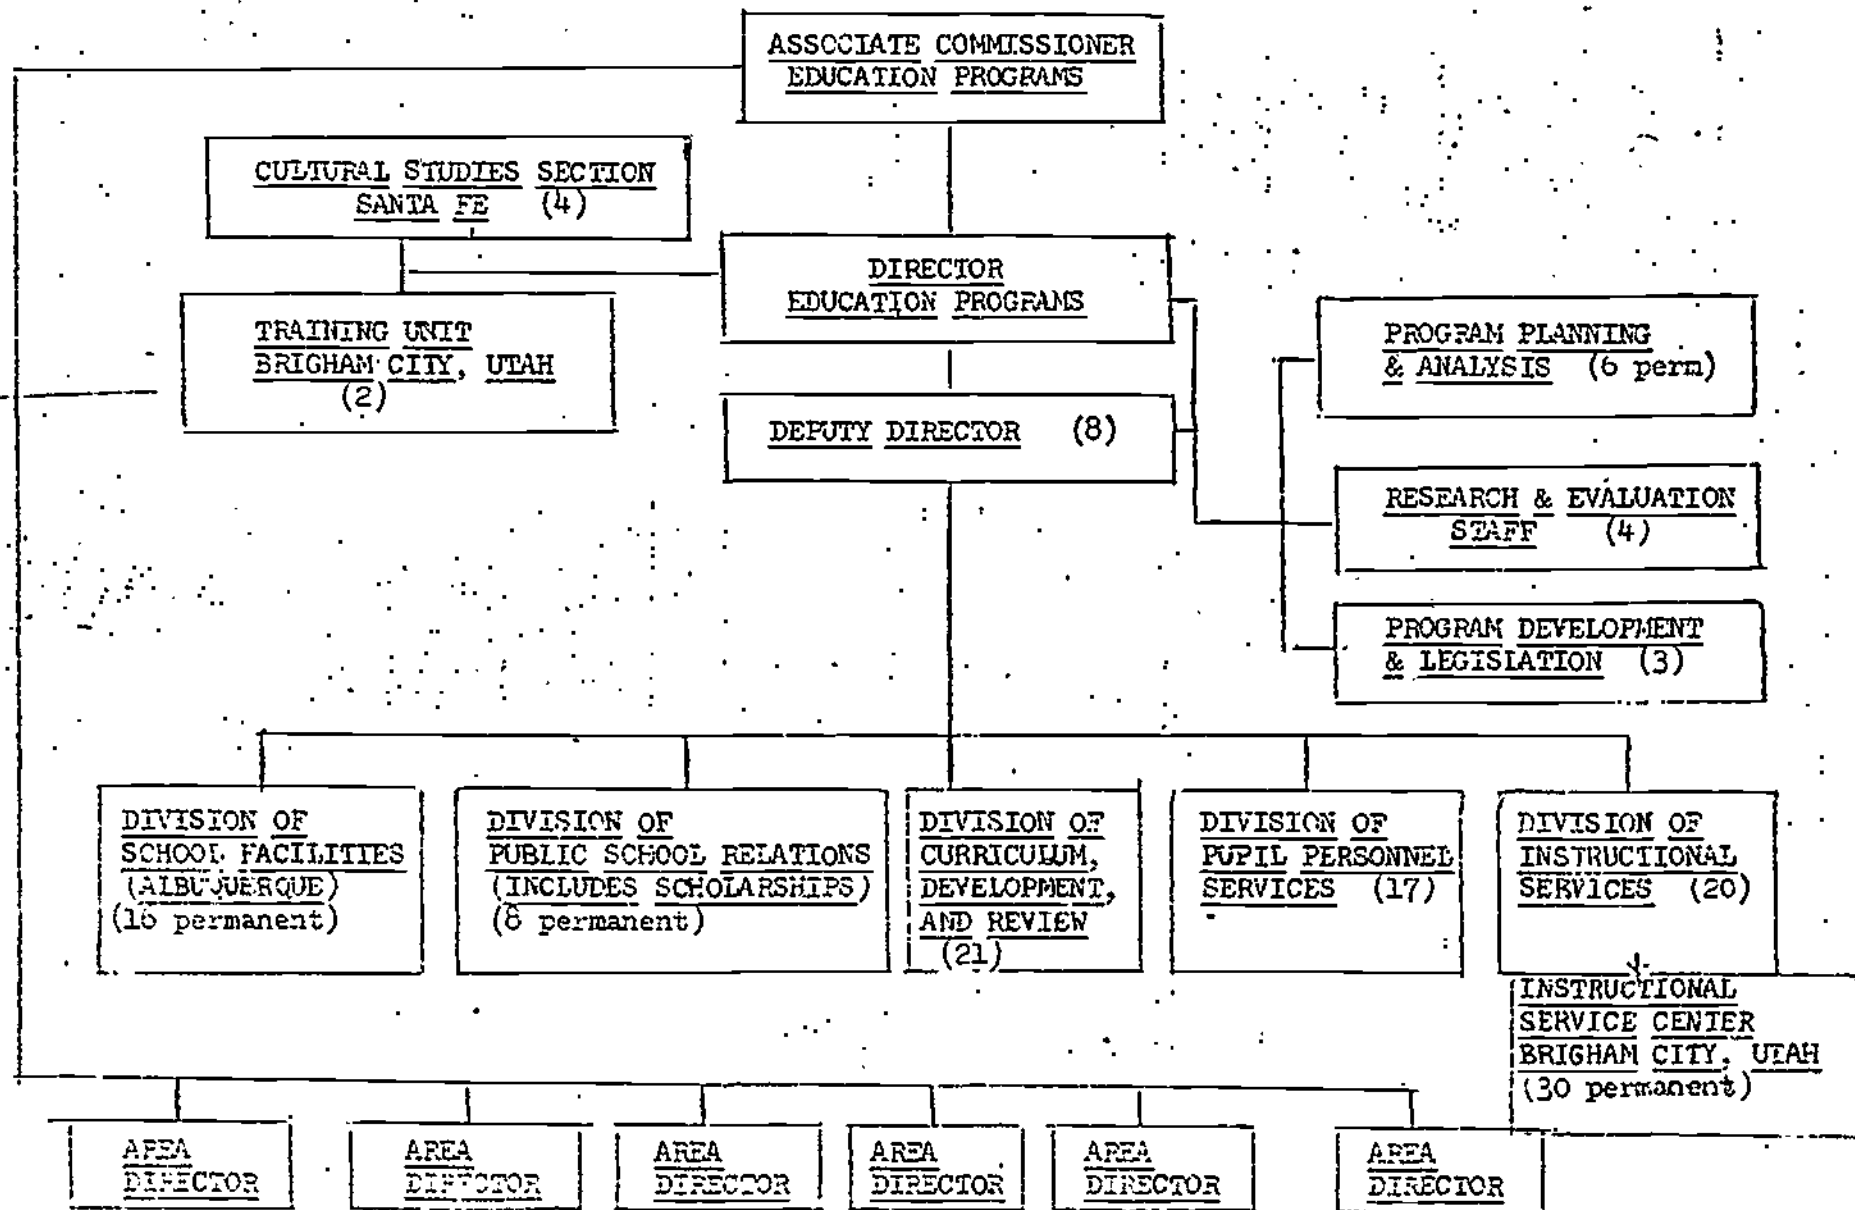 ASSOCIATE COMMISSIONER
EDUCATION PROGRAMS
CULTURAL STUDIES SECTION
SANTA FE (4)
DIRECTOR
EDUCATION PROGRAMS
TRAINING UNIT
BRIGHAM CITY, UTAH
(2)
PROGRAM PLANNING
& ANALYSIS (6 perm)
DEPUTY DIRECTOR (8)
RESEARCH & EVALUATION
STAFF (4)
PROGRAM DEVELOPMENT
& LEGISLATION (3)
DIVISION OF
SCHOOL FACILITIES
(ALBUQUERQUE)
(16 permanent)
DIVISION OF
PUBLIC SCHOOL RELATIONS
(INCLUDES SCHOLARSHIPS)
(8 permanent)
DIVISION OF
CURRICULUM,
DEVELOPMENT,
AND REVIEW
(21)
DIVISION OF
PUPIL PERSONNEL
SERVICES (17)
DIVISION OF
INSTRUCTIONAL
SERVICES (20)
INSTRUCTIONAL
SERVICE CENTER
BRIGHAM CITY, UTAH
(30 permanent)
AREA
DIRECTOR
AREA
DIRECTOR
AREA
DIRECTOR
AREA
DIRECTOR
AREA
DIRECTOR
AREA
DIRECTOR